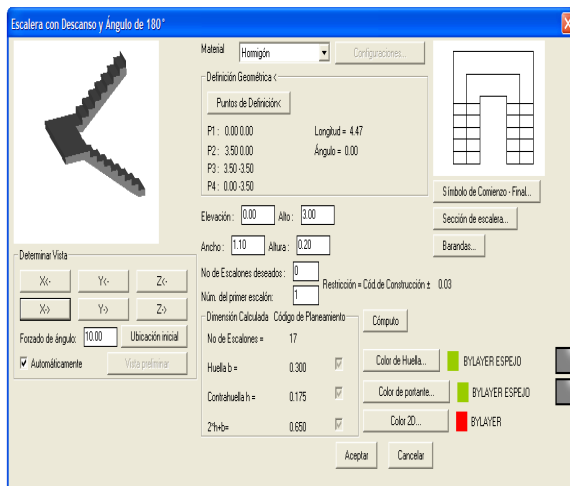 Escalera con Descanso y Ángulo de 180°
Material Hormigón Configuraciones...
Definición Geométrica <
Puntos de Definición<
P1 : 0.00 0.00 Longitud = 4.47
P2 : 3.50 0.00 Ángulo = 0.00
P3 : 3.50 -3.50
P4 : 0.00 -3.50
Símbolo de Comienzo - Final...
Elevación : 0.00 Alto : 3.00
Sección de escalera...
Ancho : 1.10 Altura : 0.20
Barandas...
Determinar Vista
X<- Y<- Z<-
X-> Y-> Z->
Forzado de ángulo: 10.00 Ubicación inicial
Automáticamente Vista preliminar
No de Escalones deseados : 0
Restricción = Cód.de Construcción ± 0.03
Núm. del primer escalón: 1
Dimensión Calculada Código de Planeamiento
Cómputo
No de Escalones = 17
Huella b = 0.300
Color de Huella... BYLAYER ESPEJO
Contrahuella h = 0.175
Color de portante... BYLAYER ESPEJO
2*h+b= 0.650
Color 2D... BYLAYER
Aceptar Cancelar